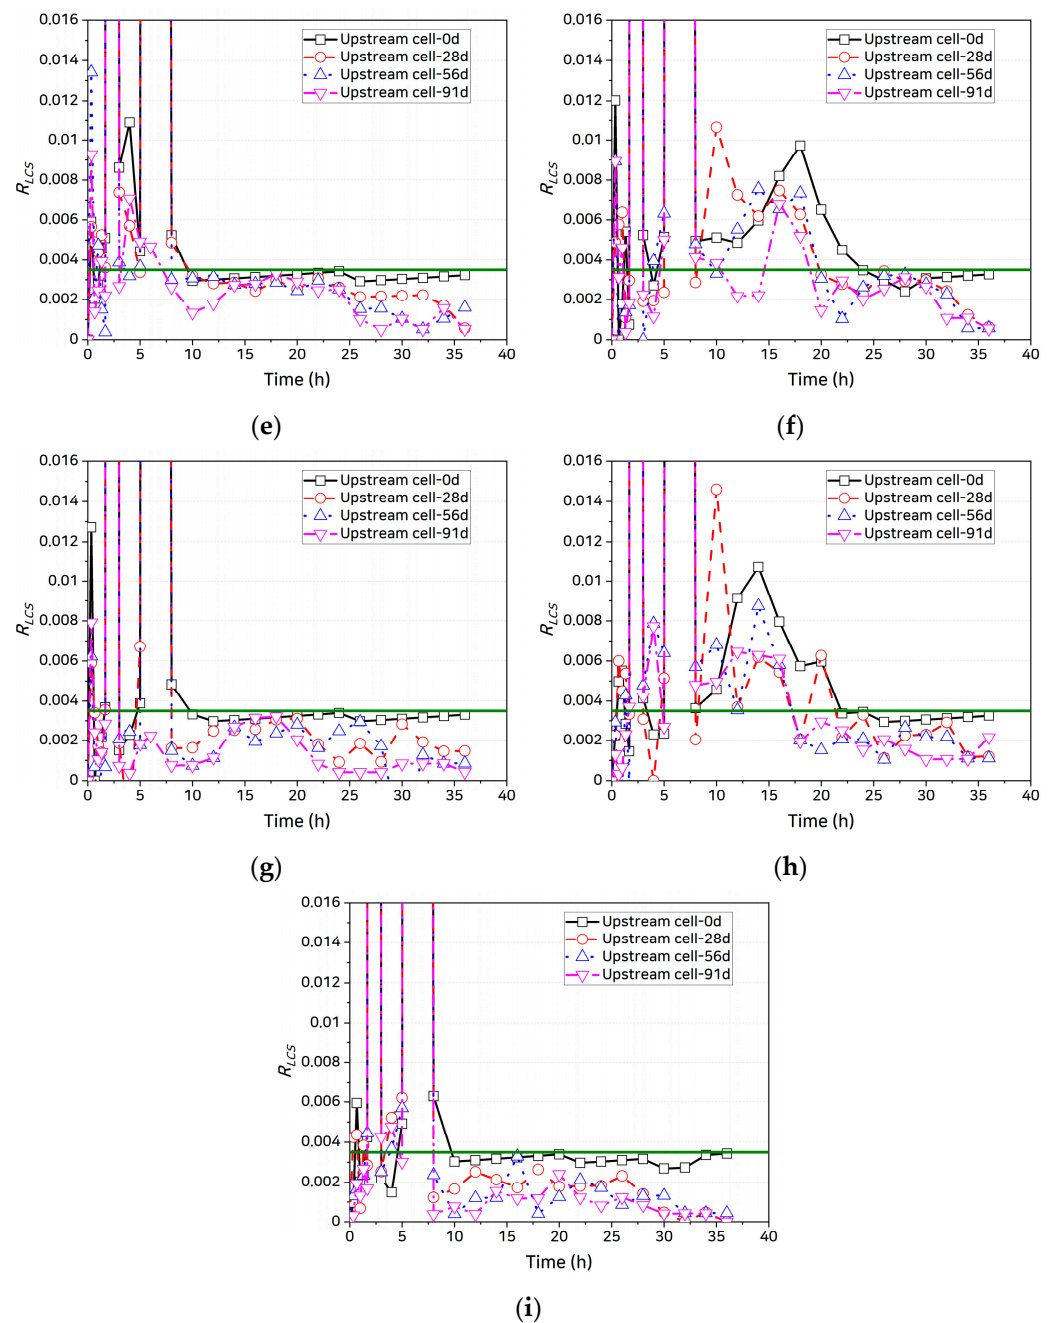 0.016
0.014
0.012
0.01
0.008
0.006
0.004
0.002
0
R_LCS
Upstream cell-0d
Upstream cell-28d
Upstream cell-56d
Upstream cell-91d
0 5 10 15 20 25 30 35 40
Time (h)
(e)
0.016
0.014
0.012
0.01
0.008
0.006
0.004
0.002
0
R_LCS
Upstream cell-0d
Upstream cell-28d
Upstream cell-56d
Upstream cell-91d
0 5 10 15 20 25 30 35 40
Time (h)
(f)
0.016
0.014
0.012
0.01
0.008
0.006
0.004
0.002
0
R_LCS
Upstream cell-0d
Upstream cell-28d
Upstream cell-56d
Upstream cell-91d
0 5 10 15 20 25 30 35 40
Time (h)
(g)
0.016
0.014
0.012
0.01
0.008
0.006
0.004
0.002
0
R_LCS
Upstream cell-0d
Upstream cell-28d
Upstream cell-56d
Upstream cell-91d
0 5 10 15 20 25 30 35 40
Time (h)
(h)
0.016
0.014
0.012
0.01
0.008
0.006
0.004
0.002
0
R_LCS
Upstream cell-0d
Upstream cell-28d
Upstream cell-56d
Upstream cell-91d
0 5 10 15 20 25 30 35 40
Time (h)
(i)